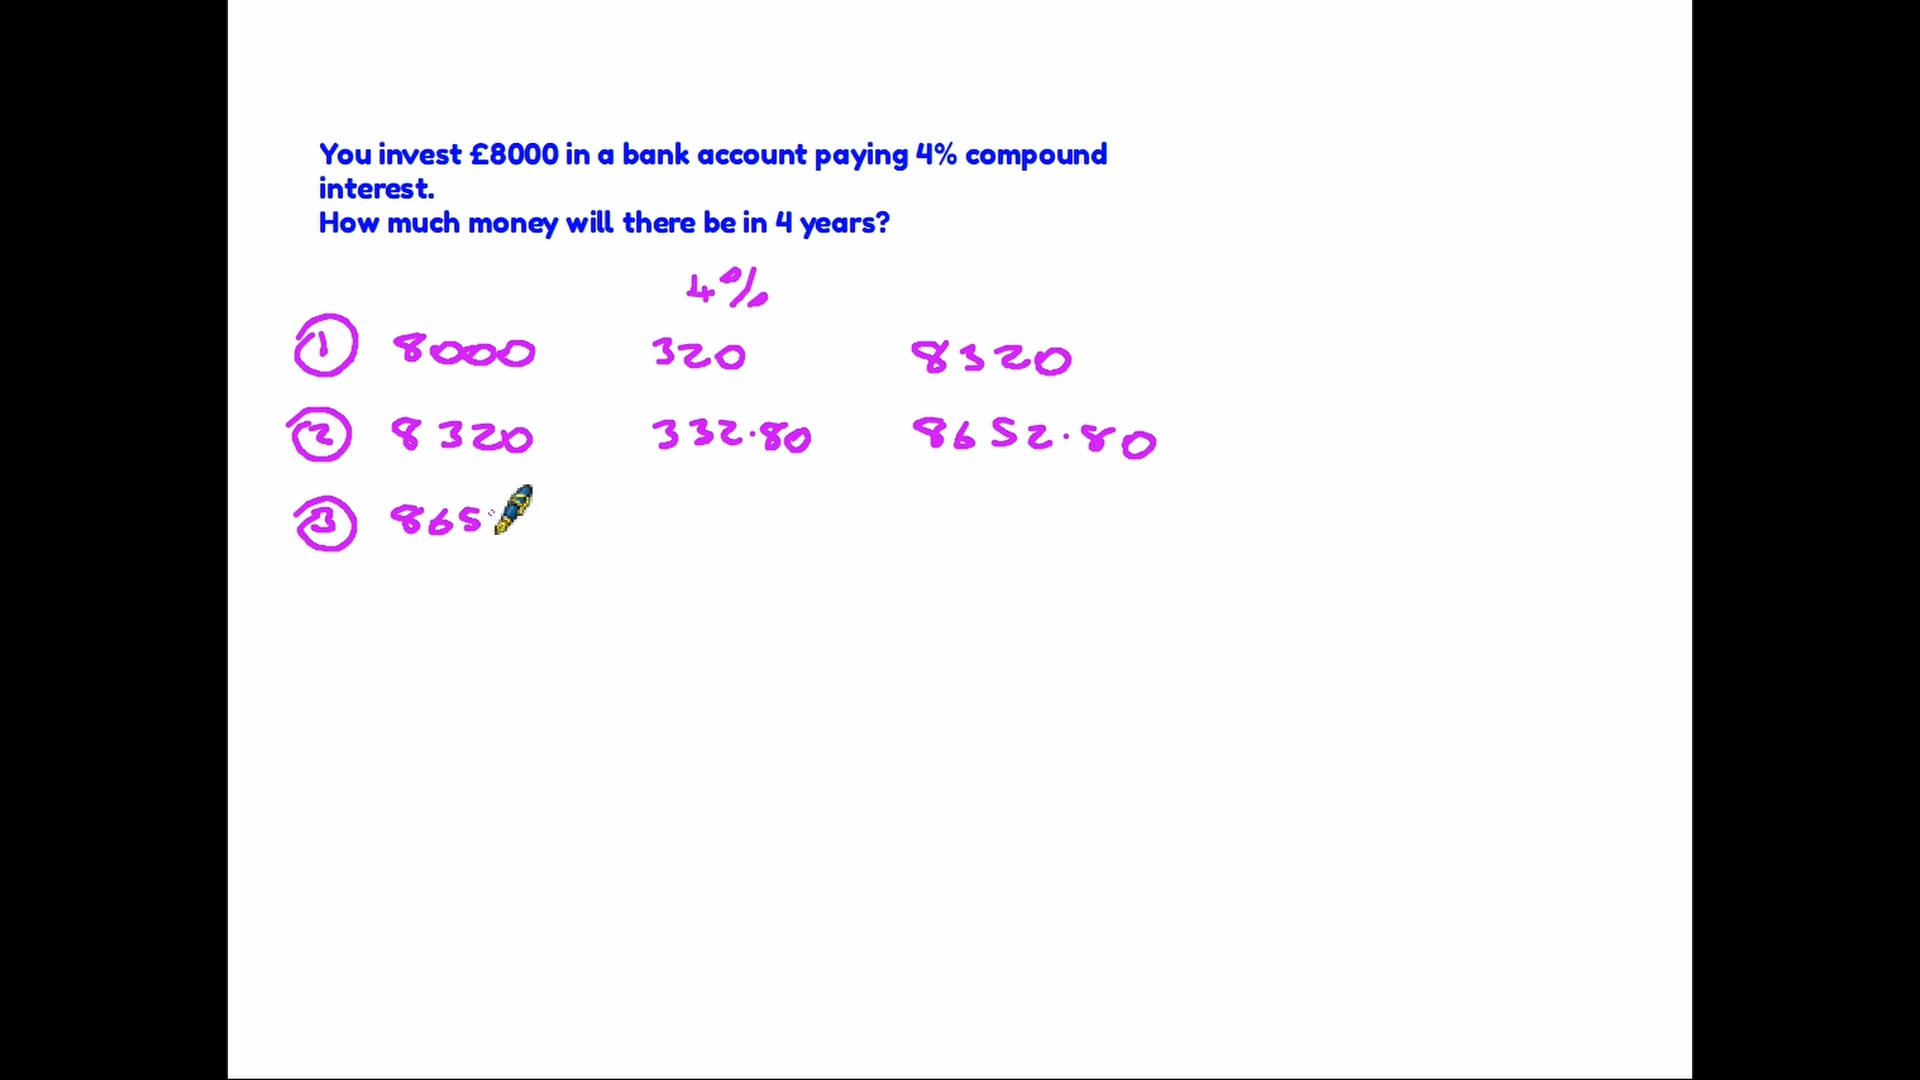 You invest £8000 in a bank account paying 4% compound
interest.
How much money will there be in 4 years?
4%
1 8000 320 8320
2 8320 332.80 8652.80
3 865